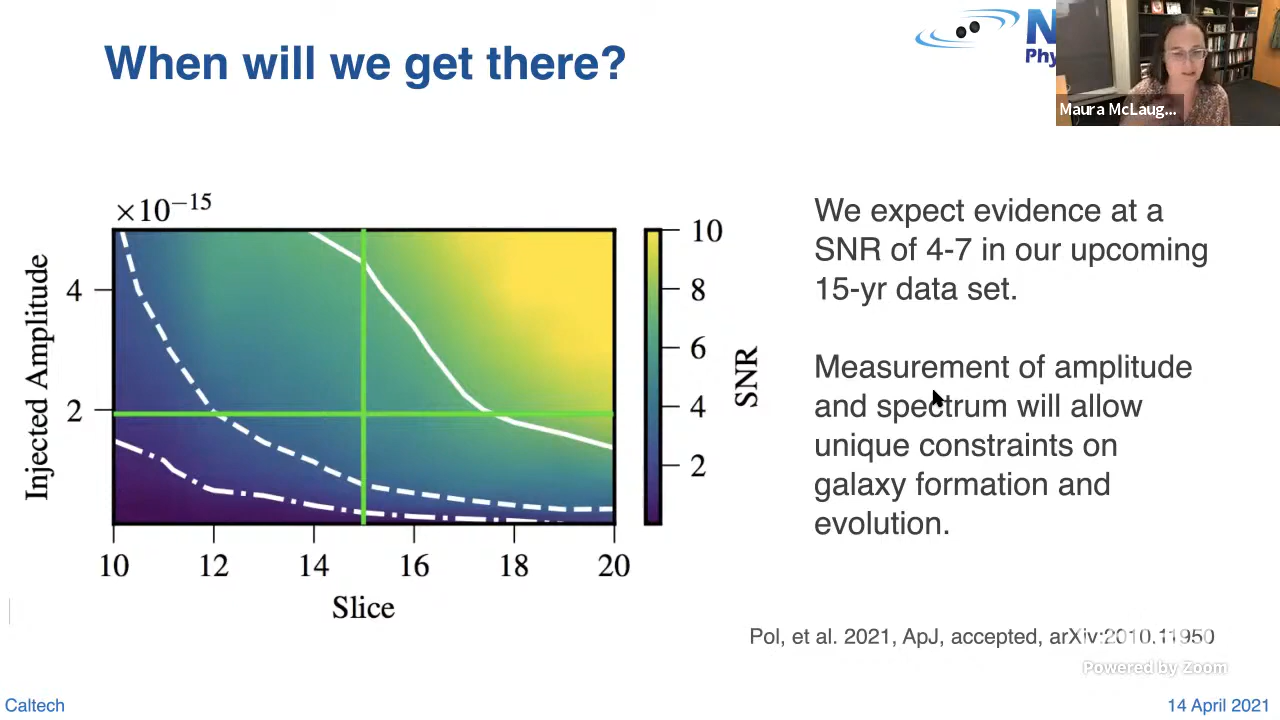 When will we get there?
N
Phy
Maura McLaug...
×10−15
10
8
6
4
2
SNR
4
2
Injected Amplitude
10 12 14 16 18 20
Slice
We expect evidence at a
SNR of 4-7 in our upcoming
15-yr data set.
Measurement of amplitude
and spectrum will allow
unique constraints on
galaxy formation and
evolution.
Pol, et al. 2021, ApJ, accepted, arXiv:2010.11950
Powered by Zoom
Caltech
14 April 2021